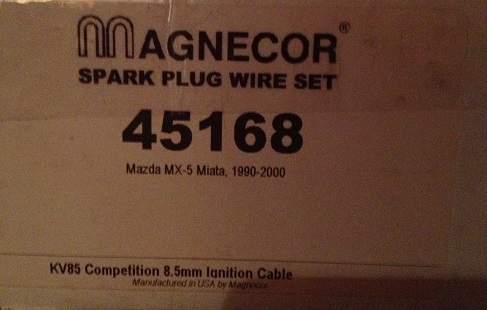 MAGNECOR®
SPARK PLUG WIRE SET
45168
Mazda MX-5 Miata, 1990-2000
KV85 Competition 8.5mm Ignition Cable
Manufactured in USA by Magnecor